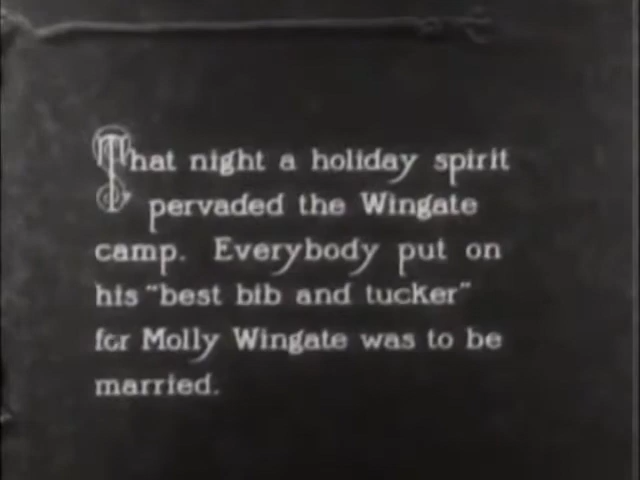 That night a holiday spirit
pervaded the Wingate
camp. Everybody put on
his "best bib and tucker"
for Molly Wingate was to be
married.